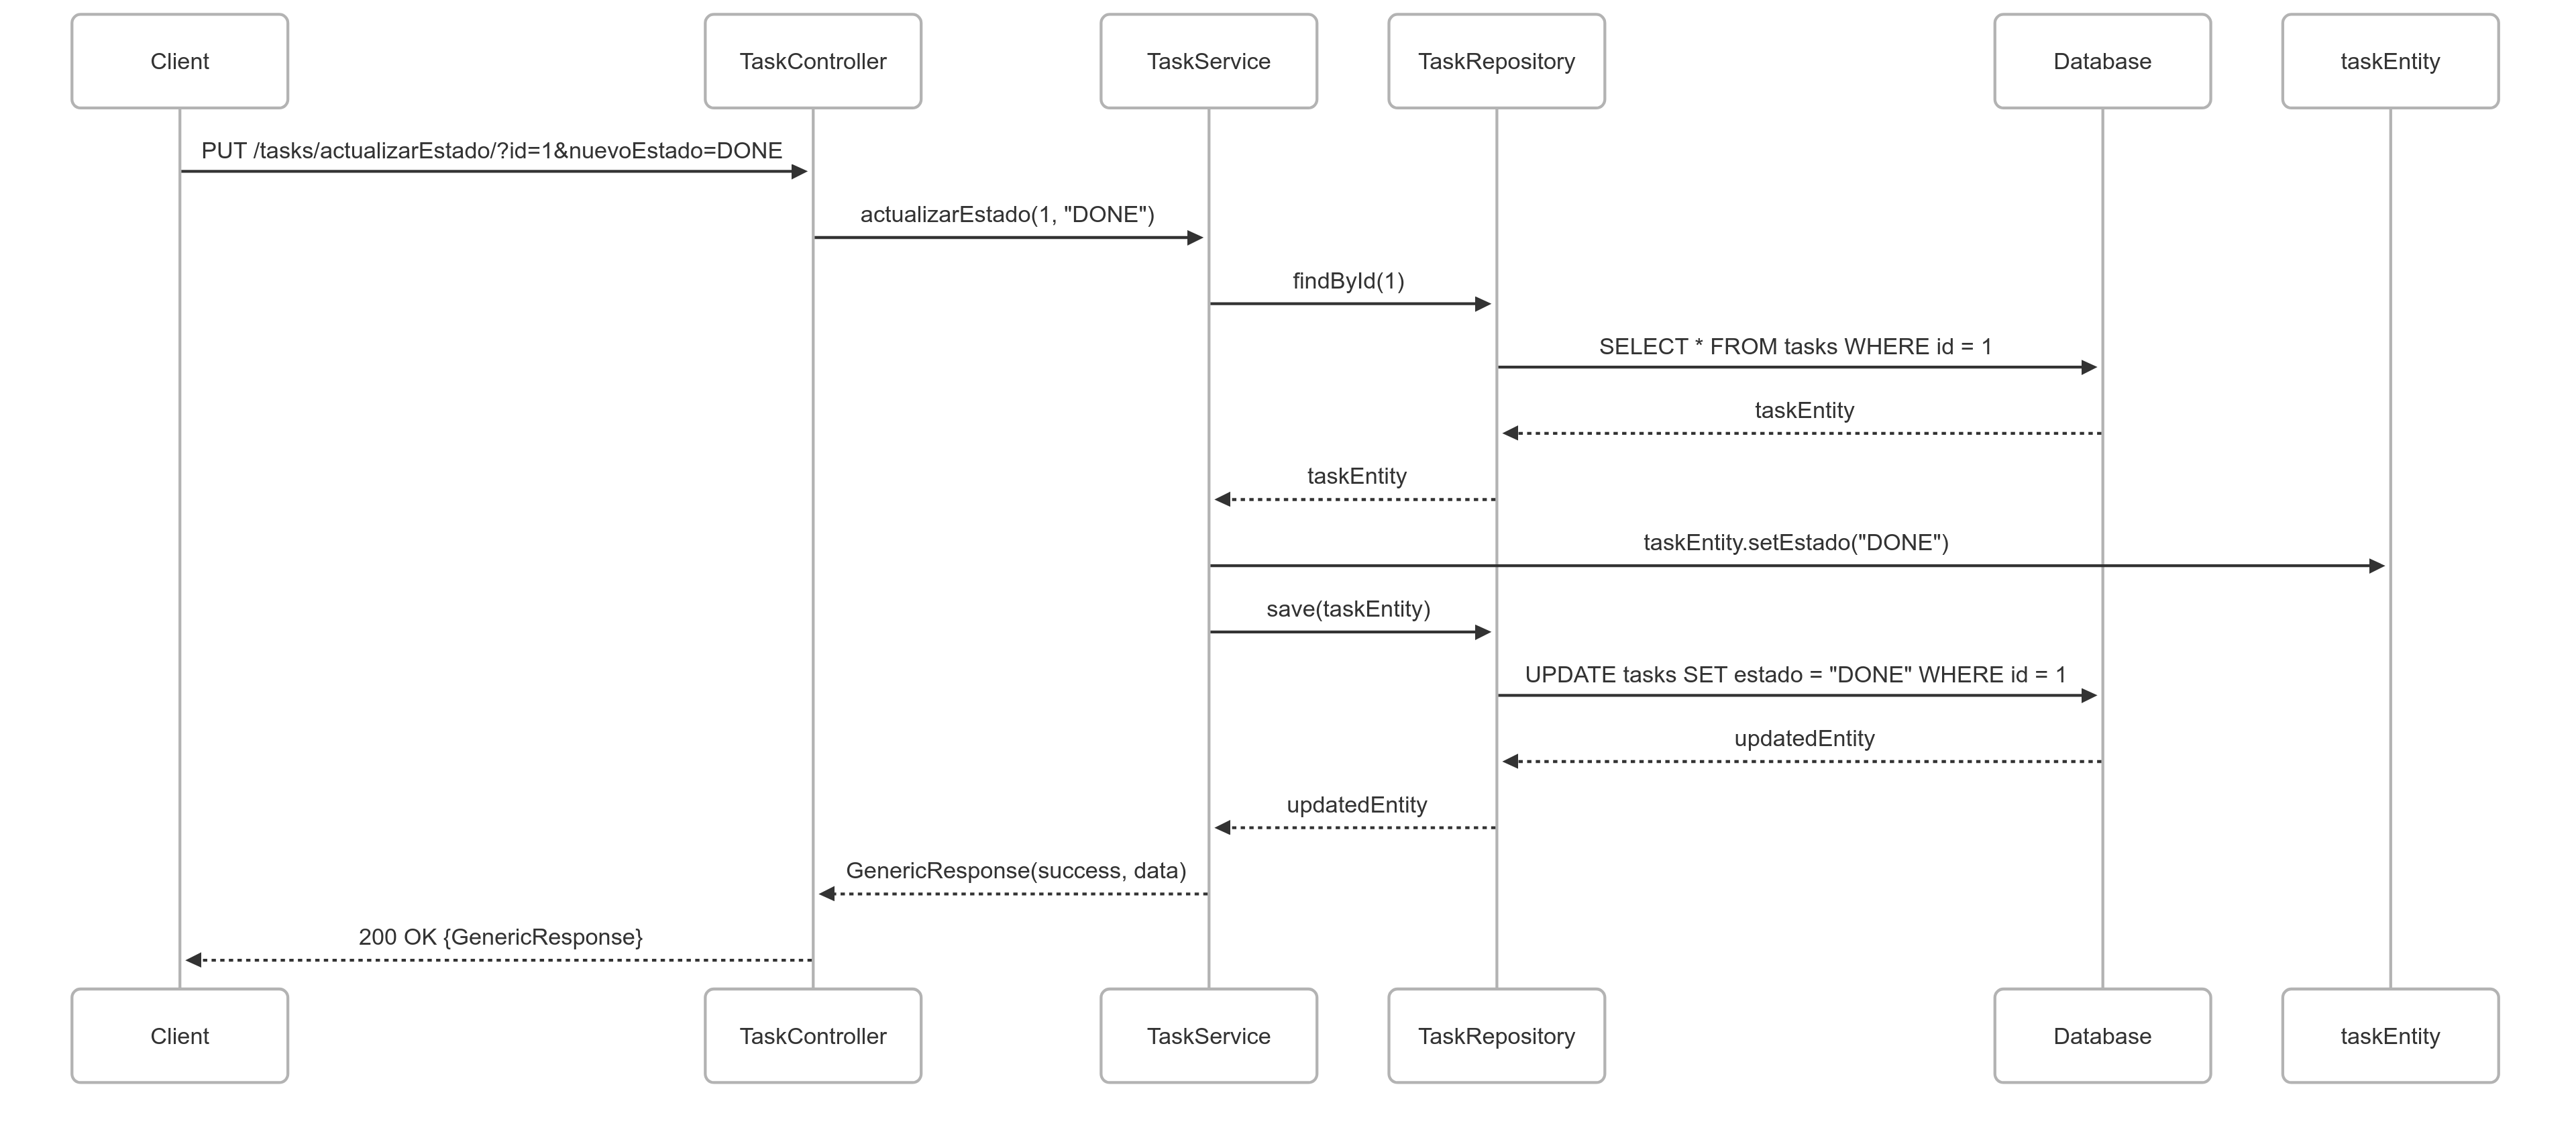 Client
TaskController
TaskService
TaskRepository
Database
taskEntity
PUT /tasks/actualizarEstado/?id=1&nuevoEstado=DONE
actualizarEstado(1, "DONE")
findById(1)
SELECT * FROM tasks WHERE id = 1
taskEntity
taskEntity
taskEntity.setEstado("DONE")
save(taskEntity)
UPDATE tasks SET estado = "DONE" WHERE id = 1
updatedEntity
updatedEntity
GenericResponse(success, data)
200 OK {GenericResponse}
Client
TaskController
TaskService
TaskRepository
Database
taskEntity